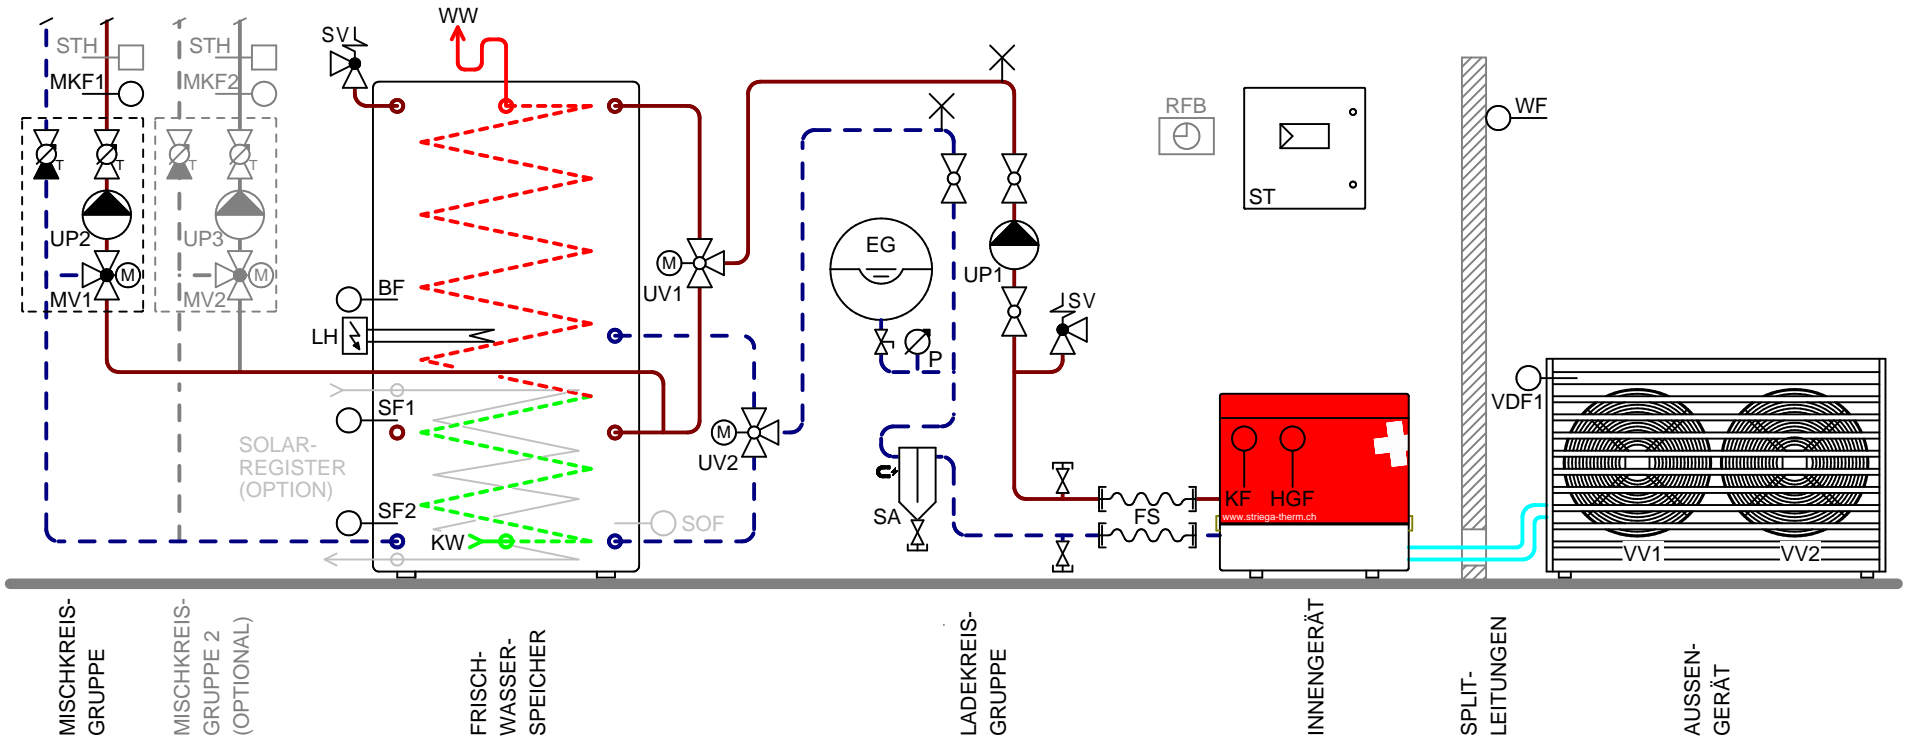 WW
SVL
STH
STH
MKF1
MKF2
RFB
WF
T
T
T
T
ST
UP2
UP3
EG
M
M
M
UV1
UP1
MV1
MV2
BF
SV
LH
P
VDF1
SF1
M
UV2
SOLAR-
REGISTER
(OPTION)
KF
HGF
SF2
SOF
SA
FS
www.striega-therm.ch
KW
VV1
VV2
MISCHKREIS-
GRUPPE
MISCHKREIS-
GRUPPE 2
(OPTIONAL)
FRISCH-
WASSER-
SPEICHER
LADEKREIS-
GRUPPE
INNENGERÄT
SPLIT-
LEITUNGEN
AUSSEN-
GERÄT